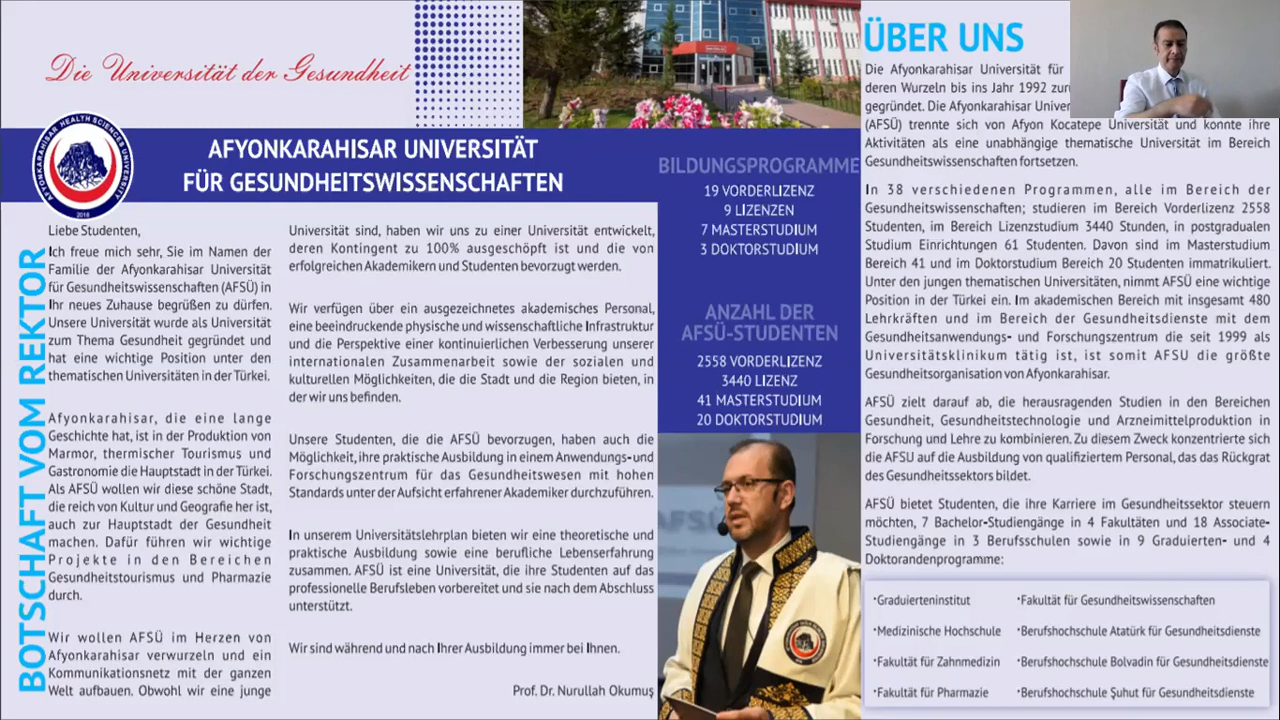 Die Universität der Gesundheit
AFYONKARAHISAR HEALTH SCIENCES UNIVERSITY
2018
AFYONKARAHISAR UNIVERSITÄT
FÜR GESUNDHEITSWISSENSCHAFTEN
BOTSCHAFT VOM REKTOR
Liebe Studenten,
Ich freue mich sehr, Sie im Namen der
Familie der Afyonkarahisar Universität
für Gesundheitswissenschaften (AFSÜ) in
Ihr neues Zuhause begrüßen zu dürfen.
Unsere Universität wurde als Universität
zum Thema Gesundheit gegründet und
hat eine wichtige Position unter den
thematischen Universitäten in der Türkei.
Afyonkarahisar, die eine lange
Geschichte hat, ist in der Produktion von
Marmor, thermischer Tourismus und
Gastronomie die Hauptstadt in der Türkei.
Als AFSÜ wollen wir diese schöne Stadt,
die reich von Kultur und Geografie her ist,
auch zur Hauptstadt der Gesundheit
machen. Dafür führen wir wichtige
Projekte in den Bereichen
Gesundheitstourismus und Pharmazie
durch.
Wir wollen AFSÜ im Herzen von
Afyonkarahisar verwurzeln und ein
Kommunikationsnetz mit der ganzen
Welt aufbauen. Obwohl wir eine junge
Universität sind, haben wir uns zu einer Universität entwickelt,
deren Kontingent zu 100% ausgeschöpft ist und die von
erfolgreichen Akademikern und Studenten bevorzugt werden.
Wir verfügen über ein ausgezeichnetes akademisches Personal,
eine beeindruckende physische und wissenschaftliche Infrastruktur
und die Perspektive einer kontinuierlichen Verbesserung unserer
internationalen Zusammenarbeit sowie der sozialen und
kulturellen Möglichkeiten, die die Stadt und die Region bieten, in
der wir uns befinden.
Unsere Studenten, die die AFSÜ bevorzugen, haben auch die
Möglichkeit, ihre praktische Ausbildung in einem Anwendungs-und
Forschungszentrum für das Gesundheitswesen mit hohen
Standards unter der Aufsicht erfahrener Akademiker durchzuführen.
In unserem Universitätslehrplan bieten wir eine theoretische und
praktische Ausbildung sowie eine berufliche Lebenserfahrung
zusammen. AFSÜ ist eine Universität, die ihre Studenten auf das
professionelle Berufsleben vorbereitet und sie nach dem Abschluss
unterstützt.
Wir sind während und nach Ihrer Ausbildung immer bei Ihnen.
Prof. Dr. Nurullah Okumuş
BILDUNGSPROGRAMME
19 VORDERLIZENZ
9 LIZENZEN
7 MASTERSTUDIUM
3 DOKTORSTUDIUM
ANZAHL DER
AFSÜ-STUDENTEN
2558 VORDERLIZENZ
3440 LIZENZ
41 MASTERSTUDIUM
20 DOKTORSTUDIUM
ÜBER UNS
Die Afyonkarahisar Universität für
deren Wurzeln bis ins Jahr 1992
gegründet. Die Afyonkarahisar
(AFSÜ) trennte sich von Afyon Kocatepe Universität und konnte ihre
Aktivitäten als eine unabhängige thematische Universität im Bereich
Gesundheitswissenschaften fortsetzen.
In 38 verschiedenen Programmen, alle im Bereich der
Gesundheitswissenschaften; studieren im Bereich Vorderlizenz 2558
Studenten, im Bereich Lizenzstudium 3440 Stunden, in postgradualen
Studium Einrichtungen 61 Studenten. Davon sind im Masterstudium
Bereich 41 und im Doktorstudium Bereich 20 Studenten immatrikuliert.
Unter den jungen thematischen Universitäten, nimmt AFSÜ eine wichtige
Position in der Türkei ein. Im akademischen Bereich mit insgesamt 480
Lehrkräften und im Bereich der Gesundheitsdienste mit dem
Gesundheitsanwendungs- und Forschungszentrum die seit 1999 als
Universitätsklinikum tätig ist, ist somit AFSU die größte
Gesundheitsorganisation von Afyonkarahisar.
AFSÜ zielt darauf ab, die herausragenden Studien in den Bereichen
Gesundheit, Gesundheitstechnologie und Arzneimittelproduktion in
Forschung und Lehre zu kombinieren. Zu diesem Zweck konzentrierte sich
die AFSU auf die Ausbildung von qualifiziertem Personal, das das Rückgrat
des Gesundheitssektors bildet.
AFSÜ bietet Studenten, die ihre Karriere im Gesundheitssektor steuern
möchten, 7 Bachelor-Studiengänge in 4 Fakultäten und 18 Associate-
Studiengänge in 3 Berufsschulen sowie in 9 Graduierten- und 4
Doktorandenprogramme:
•Graduierteninstitut
•Medizinische Hochschule
•Fakultät für Zahnmedizin
•Fakultät für Pharmazie
•Fakultät für Gesundheitswissenschaften
•Berufshochschule Atatürk für Gesundheitsdienste
•Berufshochschule Bolvadin für Gesundheitsdienste
•Berufshochschule Şuhut für Gesundheitsdienste